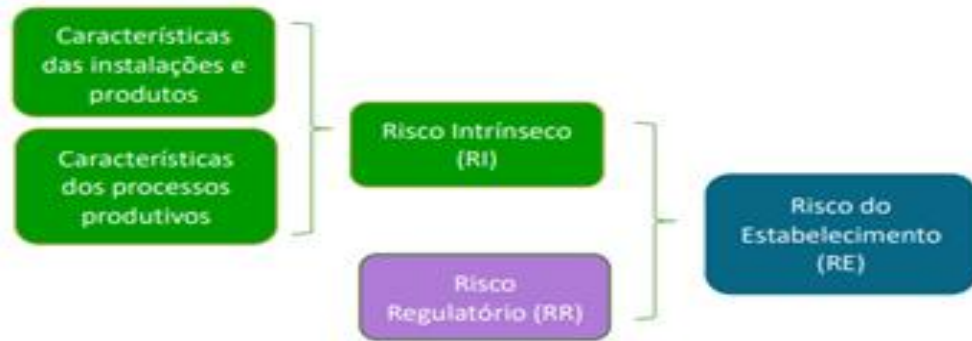 Características
das instalações e
produtos
Características
dos processos
produtivos
Risco Intrínseco
(RI)
Risco
Regulatório (RR)
Risco do
Estabelecimento
(RE)